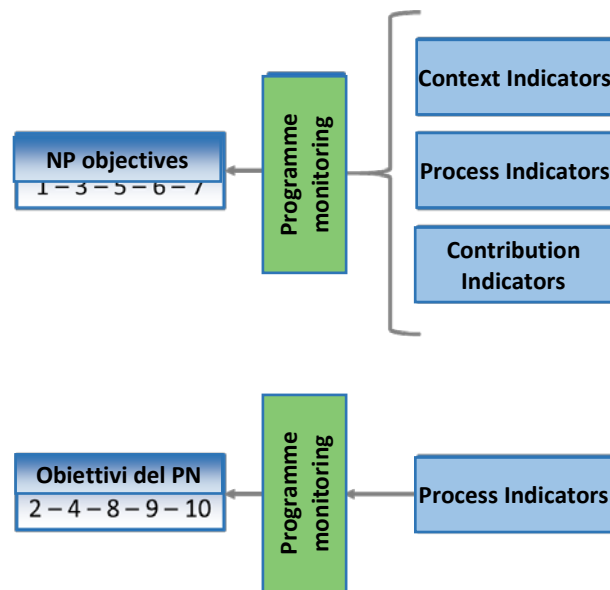 Context Indicators
NP objectives
1 – 3 – 5 – 6 – 7
Programme
monitoring
Process Indicators
Contribution
Indicators
Obiettivi del PN
2 – 4 – 8 – 9 – 10
Programme
monitoring
Process Indicators